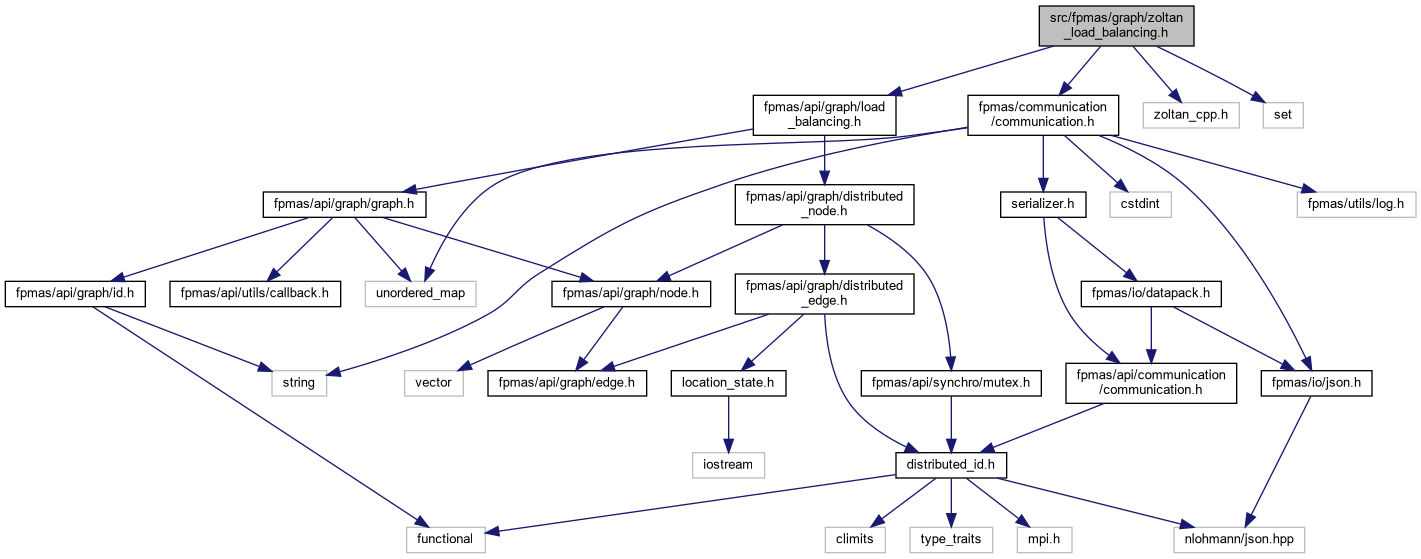 src/fpmas/graph/zoltan
_load_balancing.h
fpmas/api/graph/load
_balancing.h
fpmas/communication
/communication.h
zoltan_cpp.h
set
fpmas/api/graph/graph.h
fpmas/api/graph/distributed
_node.h
serializer.h
cstdint
fpmas/utils/log.h
fpmas/api/graph/id.h
fpmas/api/utils/callback.h
unordered_map
fpmas/api/graph/node.h
fpmas/api/graph/distributed
_edge.h
fpmas/io/datapack.h
string
vector
fpmas/api/graph/edge.h
location_state.h
fpmas/api/synchro/mutex.h
fpmas/api/communication
/communication.h
fpmas/io/json.h
iostream
distributed_id.h
functional
climits
type_traits
mpi.h
nlohmann/json.hpp